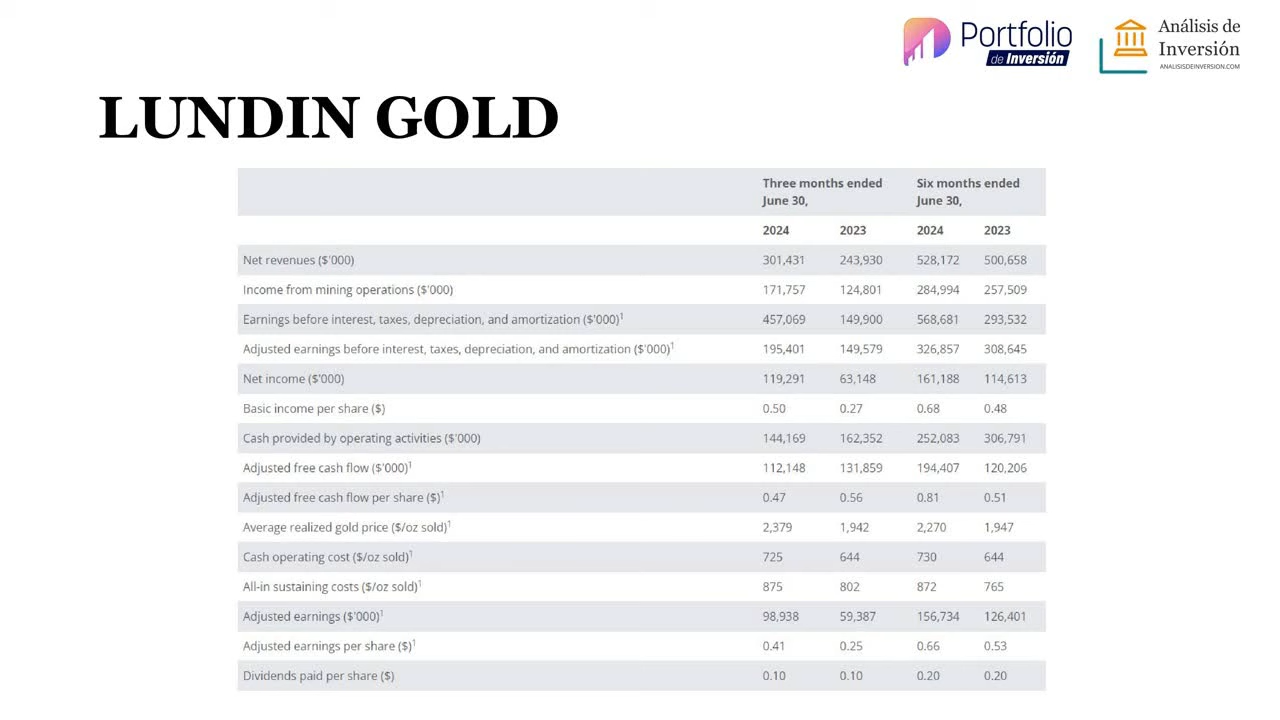 Portfolio
de Inversión
Análisis de
Inversión
ANALISISDEINVERSION.COM
LUNDIN GOLD
Three months ended June 30, Six months ended June 30,
2024 2023 2024 2023
Net revenues ($'000) 301,431 243,930 528,172 500,658
Income from mining operations ($'000) 171,757 124,801 284,994 257,509
Earnings before interest, taxes, depreciation, and amortization ($'000)¹ 457,069 149,900 568,681 293,532
Adjusted earnings before interest, taxes, depreciation, and amortization ($'000)¹ 195,401 149,579 326,857 308,645
Net income ($'000) 119,291 63,148 161,188 114,613
Basic income per share ($) 0.50 0.27 0.68 0.48
Cash provided by operating activities ($'000) 144,169 162,352 252,083 306,791
Adjusted free cash flow ($'000)¹ 112,148 131,859 194,407 120,206
Adjusted free cash flow per share ($)¹ 0.47 0.56 0.81 0.51
Average realized gold price ($/oz sold)¹ 2,379 1,942 2,270 1,947
Cash operating cost ($/oz sold)¹ 725 644 730 644
All-in sustaining costs ($/oz sold)¹ 875 802 872 765
Adjusted earnings ($'000)¹ 98,938 59,387 156,734 126,401
Adjusted earnings per share ($)¹ 0.41 0.25 0.66 0.53
Dividends paid per share ($) 0.10 0.10 0.20 0.20